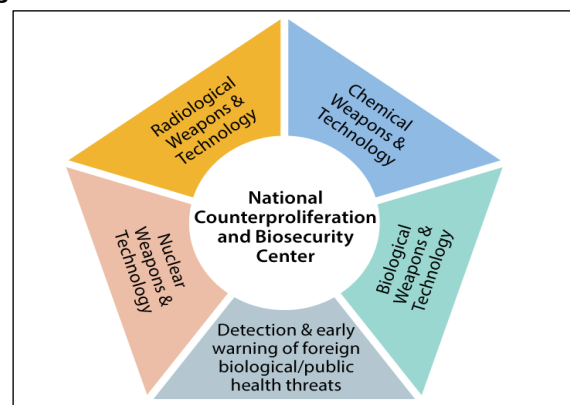 Radiological
Weapons &
Technology
Chemical
Weapons &
Technology
National
Counterproliferation
and Biosecurity
Center
Nuclear
Weapons &
Technology
Biological
Weapons &
Technology
Detection & early
warning of foreign
biological/public
health threats